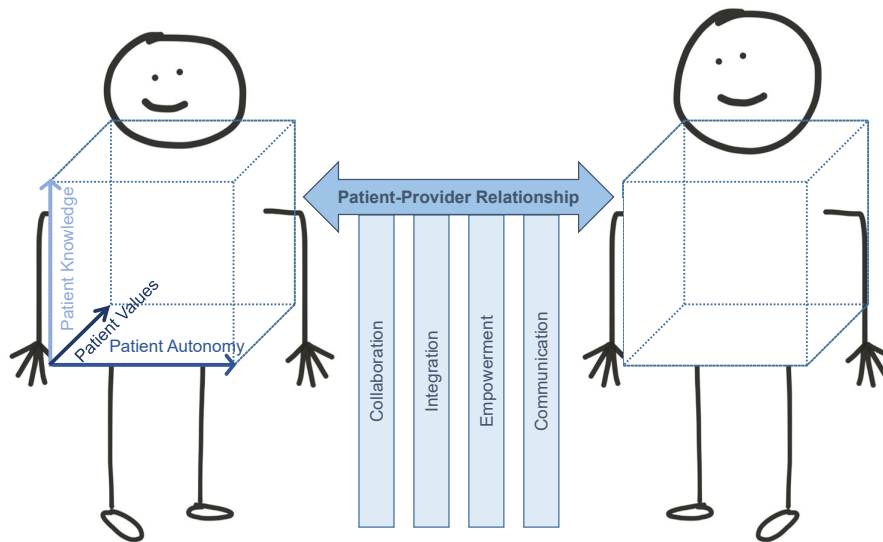 Patient-Provider Relationship
Patient Knowledge
Patient Values
Patient Autonomy
Collaboration
Integration
Empowerment
Communication